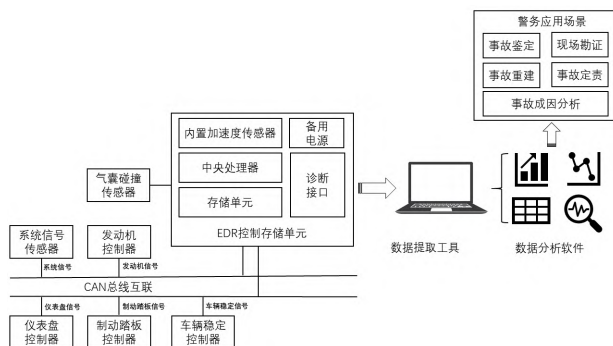 警务应用场景
事故鉴定
现场勘证
事故重建
事故定责
事故成因分析
内置加速度传感器
备用
电源
中央处理器
诊断
接口
存储单元
EDR控制存储单元
气囊碰撞
传感器
数据提取工具
数据分析软件
系统信号
传感器
发动机
控制器
系统信号
发动机信号
CAN总线互联
仪表盘信号
制动踏板信号
车辆稳定信号
仪表盘
控制器
制动踏板
控制器
车辆稳定
控制器